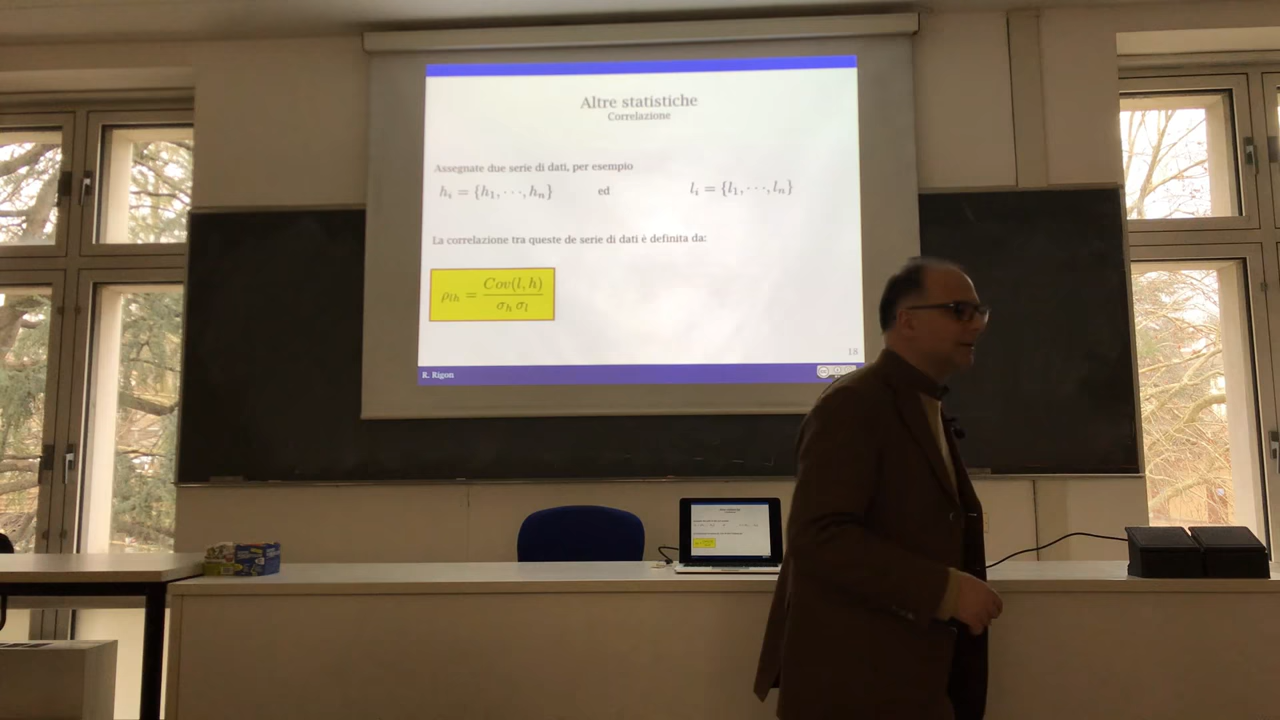 Altre statistiche
Correlazione
Assegnate due serie di dati, per esempio
hᵢ = {h₁, · · · , hₙ} ed lᵢ = {l₁, · · · , lₙ}
La correlazione tra queste de serie di dati è definita da:
ρₗₕ = Cov(l, h) / σₕ σₗ
18
R. Rigon